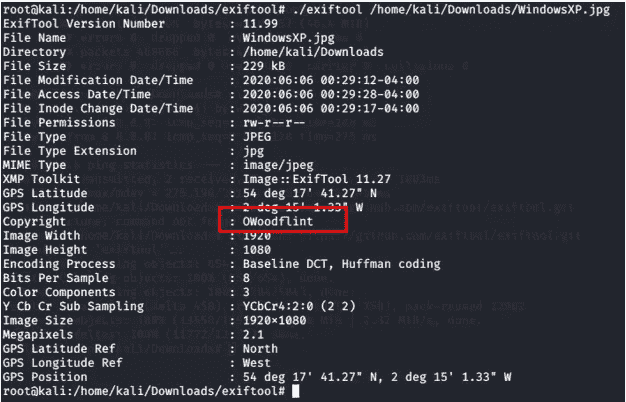 root@kali:/home/kali/Downloads/exiftool# ./exiftool /home/kali/Downloads/WindowsXP.jpg
ExifTool Version Number : 11.99
File Name : WindowsXP.jpg
Directory : /home/kali/Downloads
File Size : 229 kB
File Modification Date/Time : 2020:06:06 00:29:12-04:00
File Access Date/Time : 2020:06:06 00:29:28-04:00
File Inode Change Date/Time : 2020:06:06 00:29:17-04:00
File Permissions : rw-r--r--
File Type : JPEG
File Type Extension : jpg
MIME Type : image/jpeg
XMP Toolkit : Image::ExifTool 11.27
GPS Latitude : 54 deg 17' 41.27" N
GPS Longitude : 2 deg 15' 1.33" W
Copyright : OWoodflint
Image Width : 1920
Image Height : 1080
Encoding Process : Baseline DCT, Huffman coding
Bits Per Sample : 8
Color Components : 3
Y Cb Cr Sub Sampling : YCbCr4:2:0 (2 2)
Image Size : 1920×1080
Megapixels : 2.1
GPS Latitude Ref : North
GPS Longitude Ref : West
GPS Position : 54 deg 17' 41.27" N, 2 deg 15' 1.33" W
root@kali:/home/kali/Downloads/exiftool#